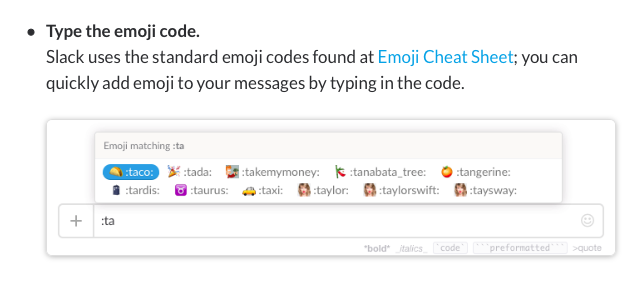 Type the emoji code.
Slack uses the standard emoji codes found at Emoji Cheat Sheet; you can
quickly add emoji to your messages by typing in the code.
Emoji matching :ta
:taco: :tada: :takemymoney: :tanabata_tree: :tangerine:
:tardis: :taurus: :taxi: :taylor: :taylorswift: :taysway:
+ :ta
*bold* _italics_ `code` ```preformatted``` >quote